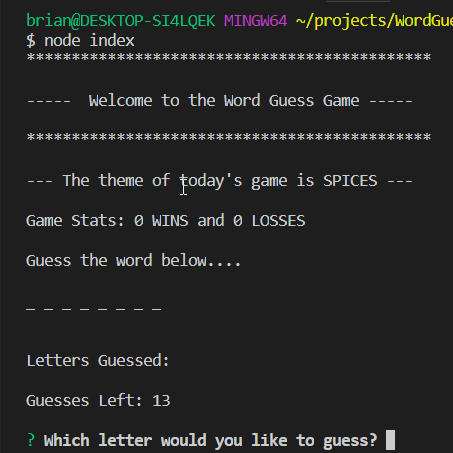 brian@DESKTOP-SI4LQEK MINGW64 ~/projects/WordGue
$ node index
*********************************************
----- Welcome to the Word Guess Game -----
*********************************************
--- The theme of today's game is SPICES ---
Game Stats: 0 WINS and 0 LOSSES
Guess the word below....
_ _ _ _ _ _ _ _
Letters Guessed:
Guesses Left: 13
? Which letter would you like to guess?